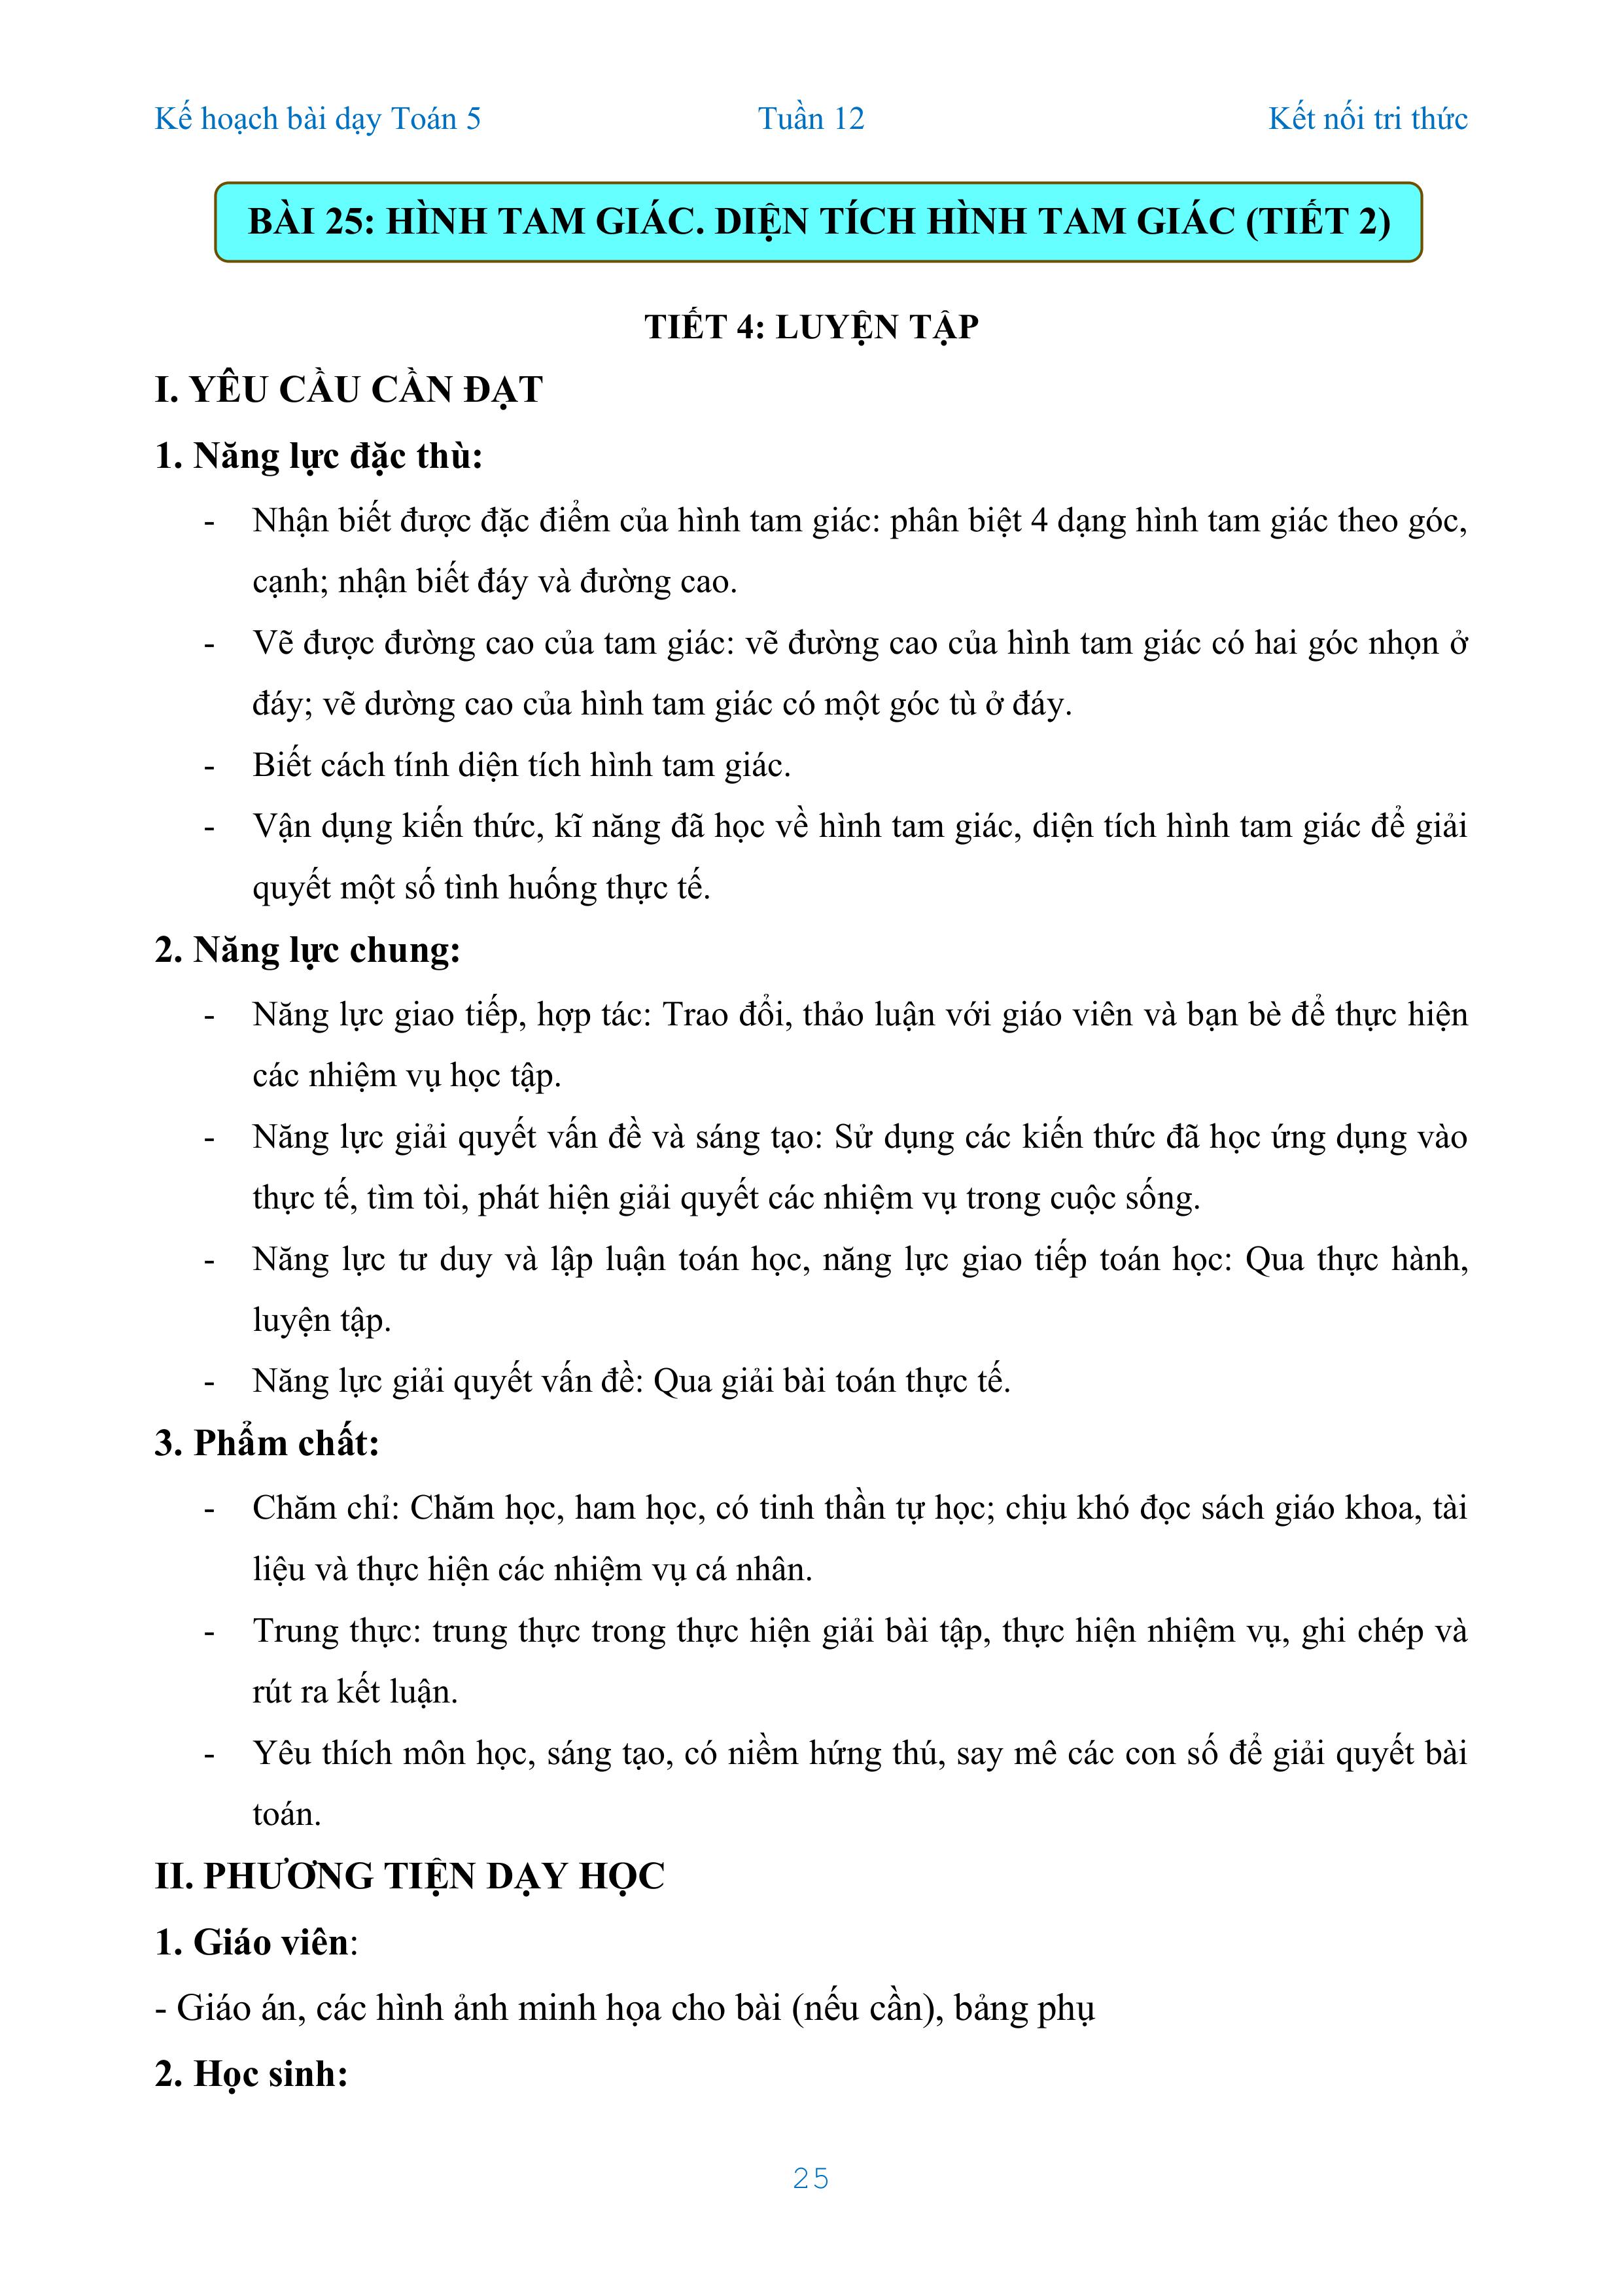 Kế hoạch bài dạy Toán 5 Tuần 12 Kết nối tri thức
BÀI 25: HÌNH TAM GIÁC. DIỆN TÍCH HÌNH TAM GIÁC (TIẾT 2)
TIẾT 4: LUYỆN TẬP
I. YÊU CẦU CẦN ĐẠT
1. Năng lực đặc thù:
- Nhận biết được đặc điểm của hình tam giác: phân biệt 4 dạng hình tam giác theo góc,
cạnh; nhận biết đáy và đường cao.
- Vẽ được đường cao của tam giác: vẽ đường cao của hình tam giác có hai góc nhọn ở
đáy; vẽ dường cao của hình tam giác có một góc tù ở đáy.
- Biết cách tính diện tích hình tam giác.
- Vận dụng kiến thức, kĩ năng đã học về hình tam giác, diện tích hình tam giác để giải
quyết một số tình huống thực tế.
2. Năng lực chung:
- Năng lực giao tiếp, hợp tác: Trao đổi, thảo luận với giáo viên và bạn bè để thực hiện
các nhiệm vụ học tập.
- Năng lực giải quyết vấn đề và sáng tạo: Sử dụng các kiến thức đã học ứng dụng vào
thực tế, tìm tòi, phát hiện giải quyết các nhiệm vụ trong cuộc sống.
- Năng lực tư duy và lập luận toán học, năng lực giao tiếp toán học: Qua thực hành,
luyện tập.
- Năng lực giải quyết vấn đề: Qua giải bài toán thực tế.
3. Phẩm chất:
- Chăm chỉ: Chăm học, ham học, có tinh thần tự học; chịu khó đọc sách giáo khoa, tài
liệu và thực hiện các nhiệm vụ cá nhân.
- Trung thực: trung thực trong thực hiện giải bài tập, thực hiện nhiệm vụ, ghi chép và
rút ra kết luận.
- Yêu thích môn học, sáng tạo, có niềm hứng thú, say mê các con số để giải quyết bài
toán.
II. PHƯƠNG TIỆN DẠY HỌC
1. Giáo viên:
- Giáo án, các hình ảnh minh họa cho bài (nếu cần), bảng phụ
2. Học sinh:
25